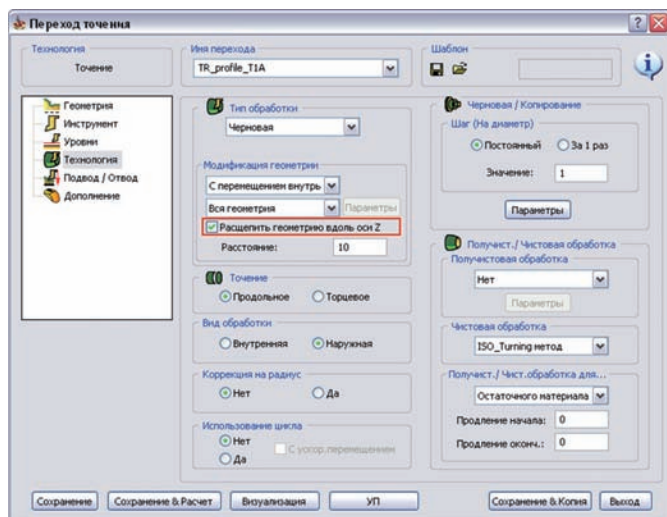 Переход точения
Технология
Точение
Имя перехода
TR_profile_T1A
Шаблон
Геометрия
Инструмент
Уровни
Технология
Подвод / Отвод
Дополнение
Тип обработки
Черновая
Модификация геометрии
С перемещением внутрь
Вся геометрия
Параметры
Расщепить геометрию вдоль оси Z
Расстояние:
10
Точение
Продольное
Торцевое
Вид обработки
Внутренняя
Наружная
Коррекция на радиус
Нет
Да
Использование цикла
Нет
С ускор.перемещением
Да
Черновая / Копирование
Шаг (На диаметр)
Постоянный
За 1 раз
Значение:
1
Параметры
Получист./ Чистовая обработка
Получистовая обработка
Нет
Параметры
Чистовая обработка
ISO_Turning метод
Получист./ Чист.обработка для...
Остаточного материала
Продление начала:
0
Продление оконч.:
0
Сохранение
Сохранение & Расчет
Визуализация
УП
Сохранение & Копия
Выход